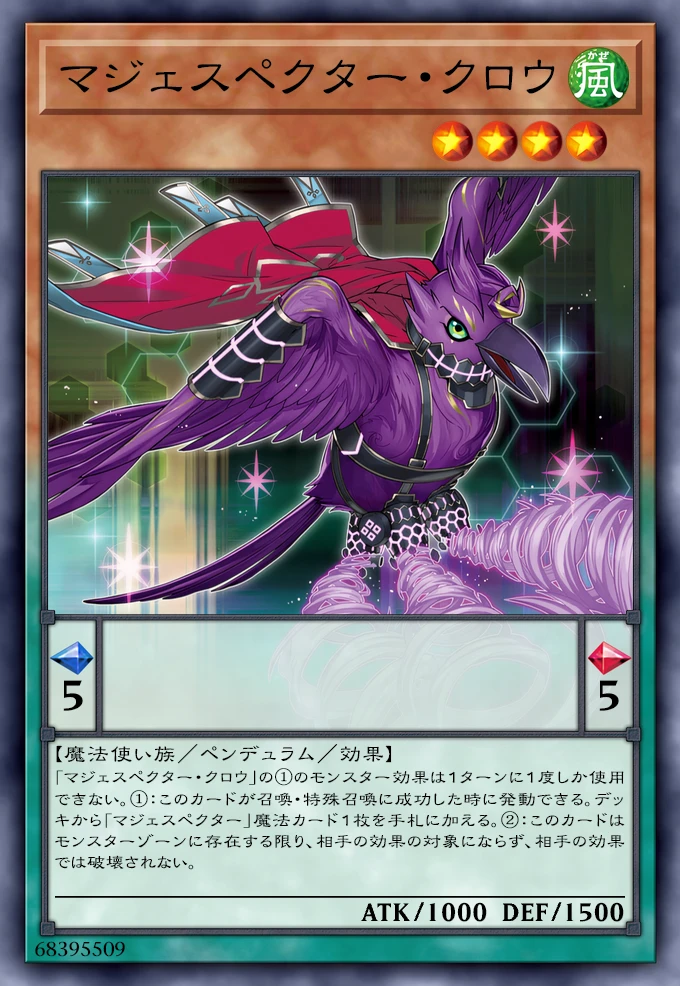 マジェスペクター・クロウ
かぜ
風
5
5
【魔法使い族／ペンデュラム／効果】
「マジェスペクター・クロウ」の①のモンスター効果は１ターンに１度しか使用
できない。①：このカードが召喚・特殊召喚に成功した時に発動できる。デッ
キから「マジェスペクター」魔法カード１枚を手札に加える。②：このカードは
モンスターゾーンに存在する限り、相手の効果の対象にならず、相手の効果
では破壊されない。
ATK/1000 DEF/1500
68395509